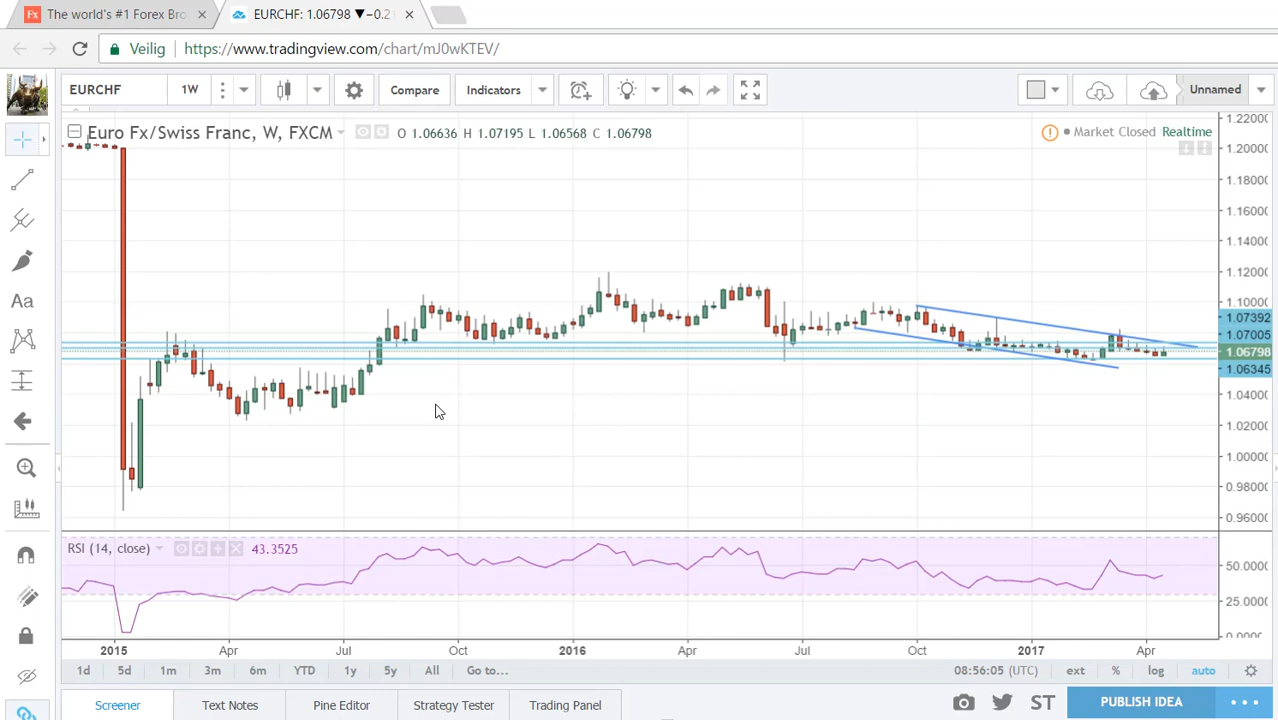 The world's #1 Forex Bro
EURCHF: 1.06798 ▼−0.2
Veilig https://www.tradingview.com/chart/mJ0wKTEV/
EURCHF 1W Compare Indicators Unnamed
Euro Fx/Swiss Franc, W, FXCM O 1.06636 H 1.07195 L 1.06568 C 1.06798
Market Closed Realtime
1.22000
1.20000
1.18000
1.16000
1.14000
1.12000
1.10000
1.07392
1.07005
1.06798
1.06345
1.04000
1.02000
1.00000
0.98000
0.96000
Aa
RSI (14, close) 43.3525
50.0000
25.0000
0.0000
2015 Apr Jul Oct 2016 Apr Jul Oct 2017 Apr
1d 5d 1m 3m 6m YTD 1y 5y All Go to... 08:56:05 (UTC) ext % log auto
Screener Text Notes Pine Editor Strategy Tester Trading Panel ST PUBLISH IDEA